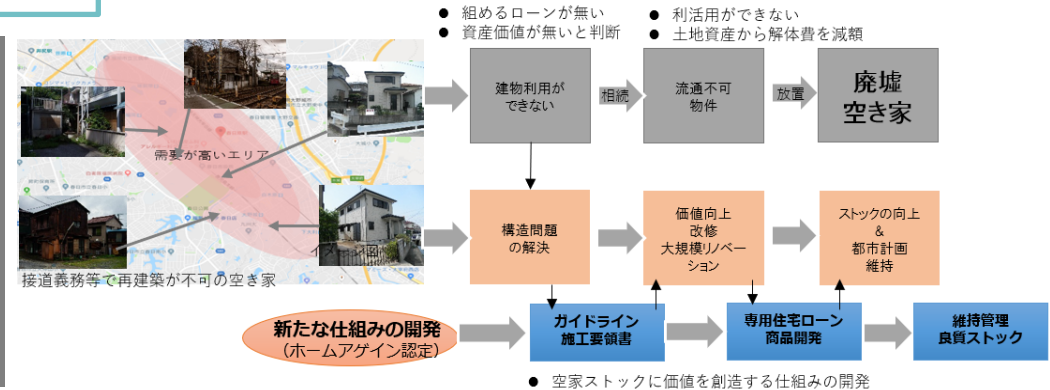 ● 組めるローンが無い
● 資産価値が無いと判断
● 利活用ができない
● 土地資産から解体費を減額
建物利用が
できない
相続
流通不可
物件
放置
廃墟
空き家
需要が高いエリア
イメージ図
接道義務等で再建築が不可の空き家
構造問題
の解決
価値向上
改修
大規模リノベー
ション
ストックの向上
&
都市計画
維持
新たな仕組みの開発
(ホームアゲイン認定)
ガイドライン
施工要領書
専用住宅ローン
商品開発
維持管理
良質ストック
● 空家ストックに価値を創造する仕組みの開発